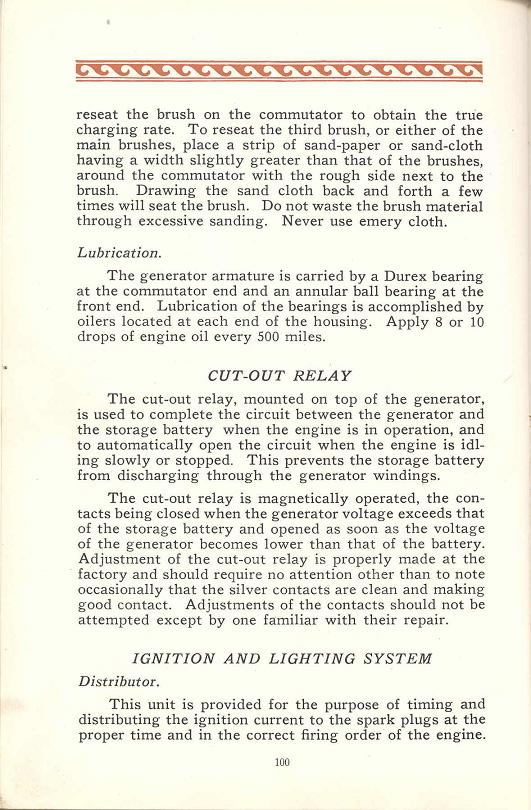 reseat the brush on the commutator to obtain the true
charging rate. To reseat the third brush, or either of the
main brushes, place a strip of sand-paper or sand-cloth
having a width slightly greater than that of the brushes,
around the commutator with the rough side next to the
brush. Drawing the sand cloth back and forth a few
times will seat the brush. Do not waste the brush material
through excessive sanding. Never use emery cloth.
Lubrication.
The generator armature is carried by a Durex bearing
at the commutator end and an annular ball bearing at the
front end. Lubrication of the bearings is accomplished by
oilers located at each end of the housing. Apply 8 or 10
drops of engine oil every 500 miles.
CUT-OUT RELAY
The cut-out relay, mounted on top of the generator,
is used to complete the circuit between the generator and
the storage battery when the engine is in operation, and
to automatically open the circuit when the engine is idl-
ing slowly or stopped. This prevents the storage battery
from discharging through the generator windings.
The cut-out relay is magnetically operated, the con-
tacts being closed when the generator voltage exceeds that
of the storage battery and opened as soon as the voltage
of the generator becomes lower than that of the battery.
Adjustment of the cut-out relay is properly made at the
factory and should require no attention other than to note
occasionally that the silver contacts are clean and making
good contact. Adjustments of the contacts should not be
attempted except by one familiar with their repair.
IGNITION AND LIGHTING SYSTEM
Distributor.
This unit is provided for the purpose of timing and
distributing the ignition current to the spark plugs at the
proper time and in the correct firing order of the engine.
100